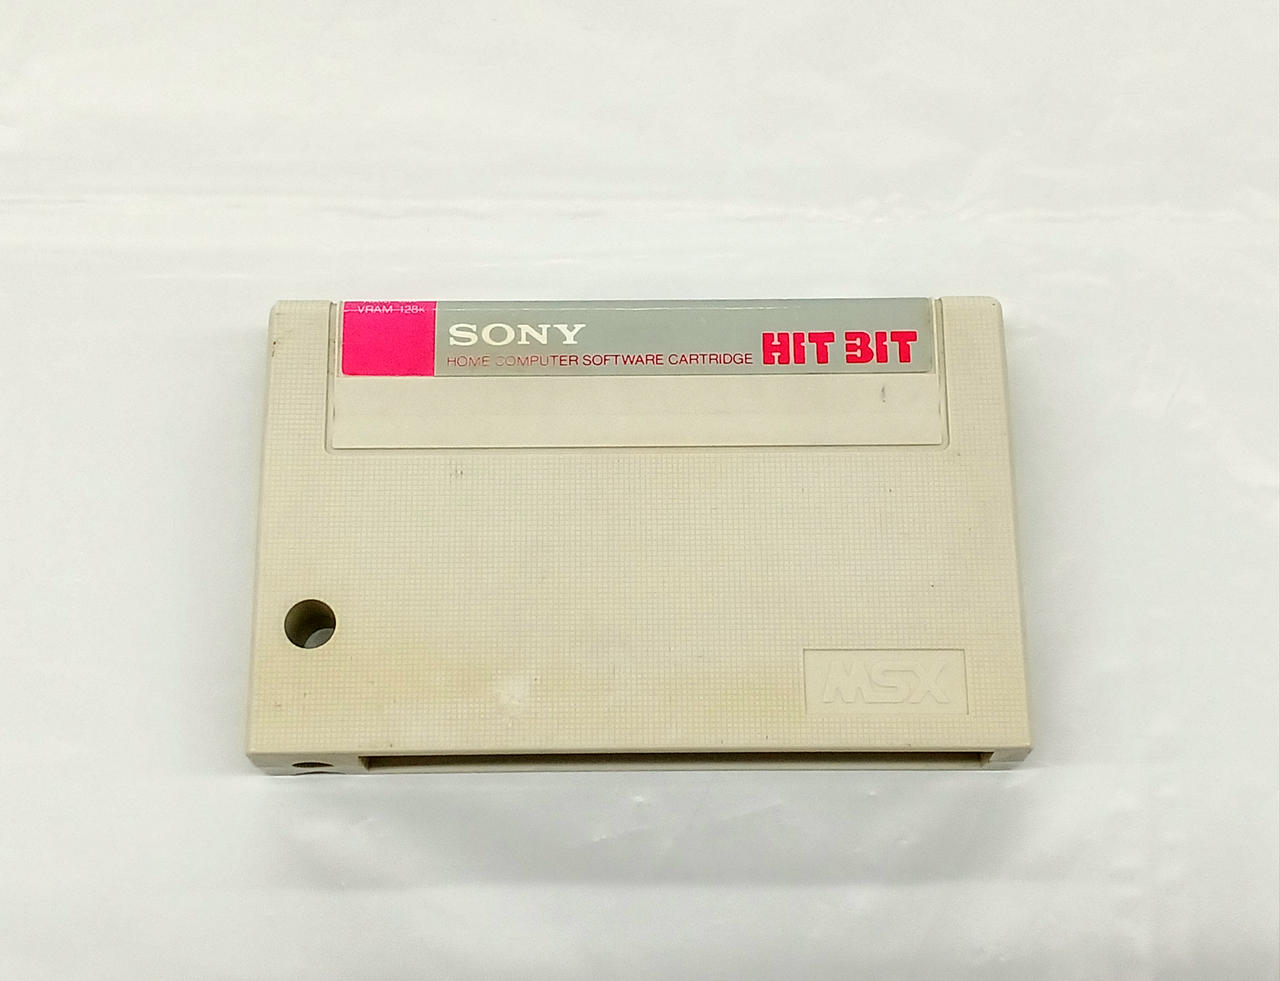 VRAM 128K
SONY
HOME COMPUTER SOFTWARE CARTRIDGE
HIT BIT
MSX